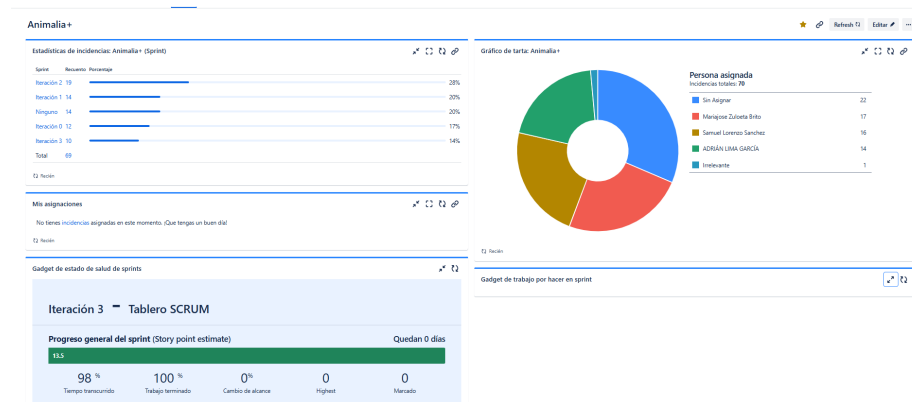 Animalia+
Refresh
Editar
Estadísticas de incidencias: Animalia+ (Sprint)
Sprint Recuento Porcentaje
Iteración 2 19 28%
Iteración 1 14 20%
Ninguno 14 20%
Iteración 0 12 17%
Iteración 3 10 14%
Total 69
Recién
Mis asignaciones
No tienes incidencias asignadas en este momento. ¡Que tengas un buen día!
Recién
Gadget de estado de salud de sprints
Iteración 3 - Tablero SCRUM
Progreso general del sprint (Story point estimate) Quedan 0 días
13.5
98 % 100 % 0% 0 0
Tiempo transcurrido Trabajo terminado Cambio de alcance Highest Marcado
Gráfico de tarta: Animalia+
Persona asignada
Incidencias totales: 70
Sin Asignar 22
Mariajose Zuloeta Brito 17
Samuel Lorenzo Sanchez 16
ADRIÁN LIMA GARCÍA 14
Irrelevante 1
Recién
Gadget de trabajo por hacer en sprint